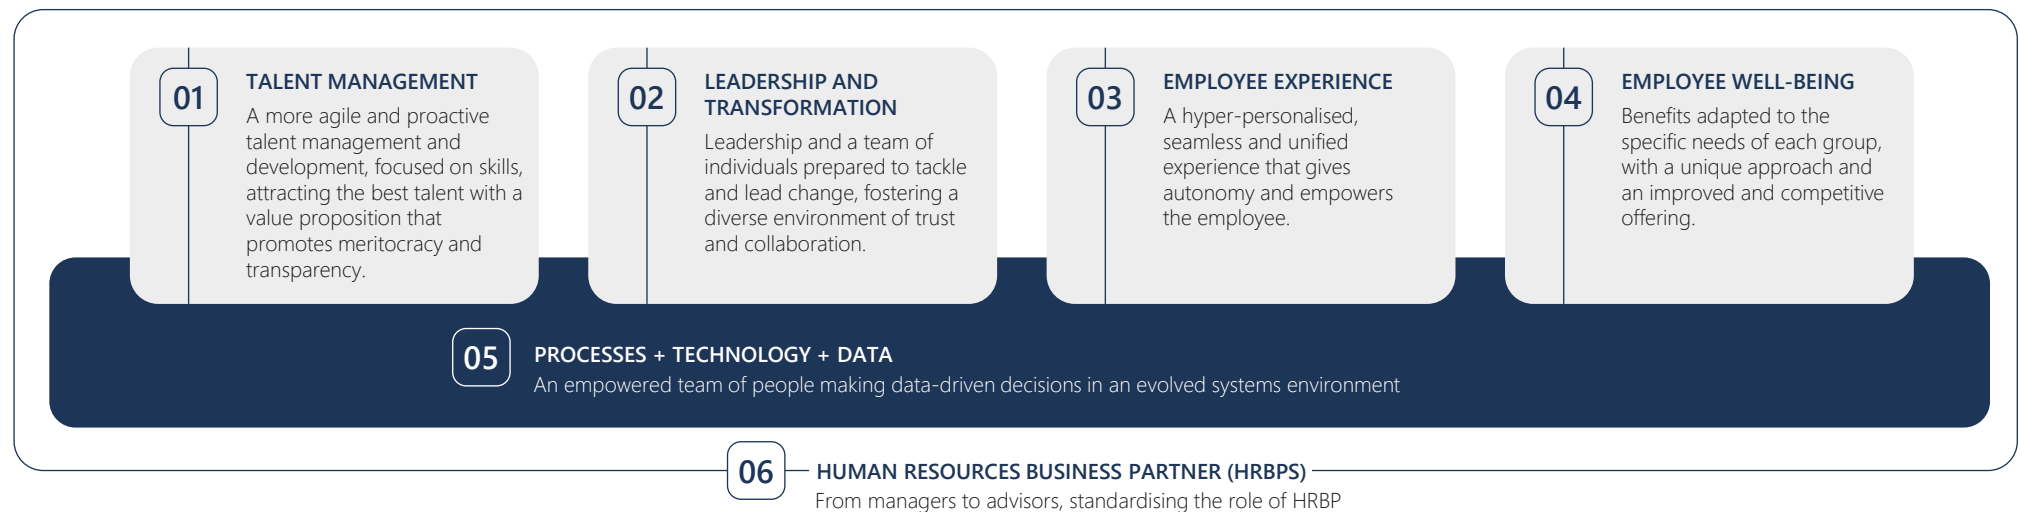 01
TALENT MANAGEMENT
A more agile and proactive
talent management and
development, focused on skills,
attracting the best talent with a
value proposition that
promotes meritocracy and
transparency.
02
LEADERSHIP AND
TRANSFORMATION
Leadership and a team of
individuals prepared to tackle
and lead change, fostering a
diverse environment of trust
and collaboration.
03
EMPLOYEE EXPERIENCE
A hyper-personalised,
seamless and unified
experience that gives
autonomy and empowers
the employee.
04
EMPLOYEE WELL-BEING
Benefits adapted to the
specific needs of each group,
with a unique approach and
an improved and competitive
offering.
05
PROCESSES + TECHNOLOGY + DATA
An empowered team of people making data-driven decisions in an evolved systems environment
06
HUMAN RESOURCES BUSINESS PARTNER (HRBPS)
From managers to advisors, standardising the role of HRBP